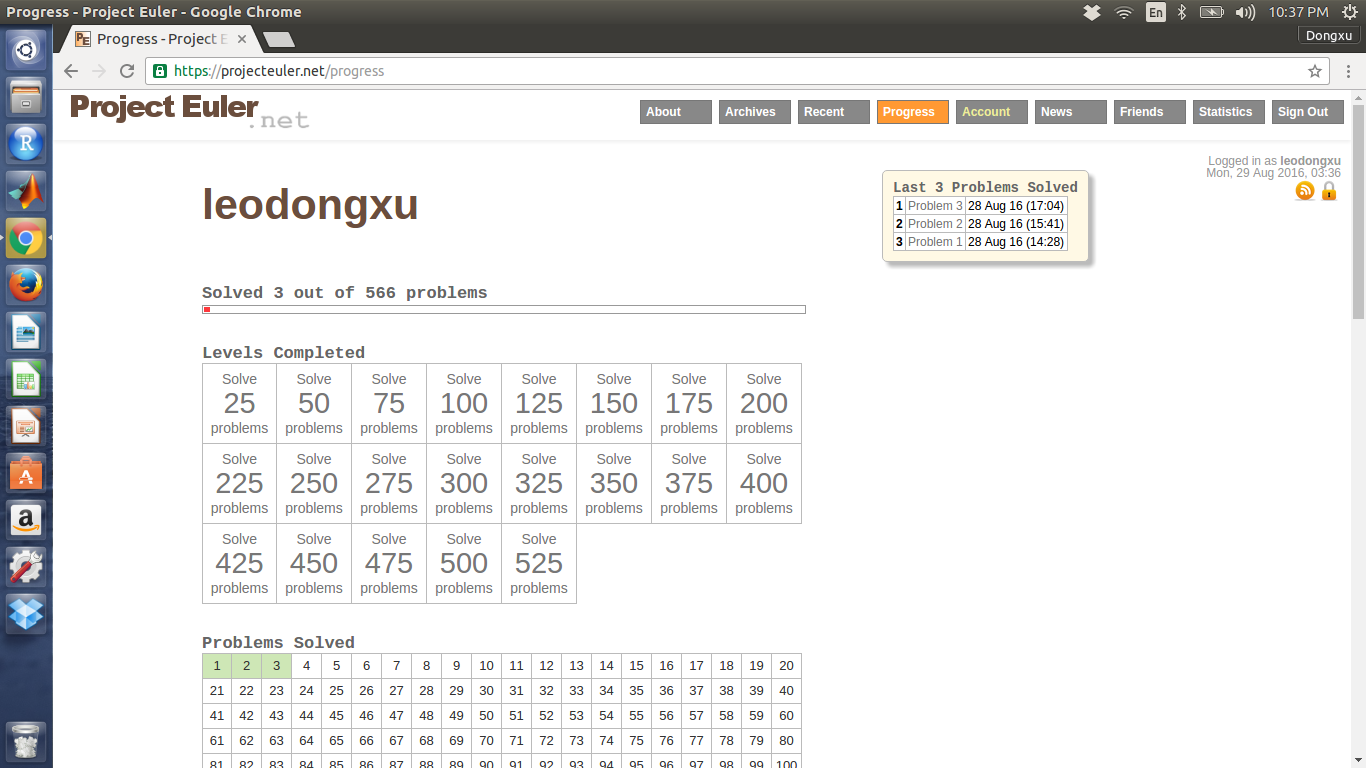 Progress - Project Euler - Google Chrome
En
10:37 PM
Progress - Project E
Dongxu
https://projecteuler.net/progress
Project Euler
.net
About
Archives
Recent
Progress
Account
News
Friends
Statistics
Sign Out
Logged in as leodongxu
Mon, 29 Aug 2016, 03:36
Last 3 Problems Solved
1 Problem 3 28 Aug 16 (17:04)
2 Problem 2 28 Aug 16 (15:41)
3 Problem 1 28 Aug 16 (14:28)
leodongxu
Solved 3 out of 566 problems
Levels Completed
Solve Solve Solve Solve Solve Solve Solve Solve
25 50 75 100 125 150 175 200
problems problems problems problems problems problems problems problems
Solve Solve Solve Solve Solve Solve Solve Solve
225 250 275 300 325 350 375 400
problems problems problems problems problems problems problems problems
Solve Solve Solve Solve Solve
425 450 475 500 525
problems problems problems problems problems
Problems Solved
1 2 3 4 5 6 7 8 9 10 11 12 13 14 15 16 17 18 19 20
21 22 23 24 25 26 27 28 29 30 31 32 33 34 35 36 37 38 39 40
41 42 43 44 45 46 47 48 49 50 51 52 53 54 55 56 57 58 59 60
61 62 63 64 65 66 67 68 69 70 71 72 73 74 75 76 77 78 79 80
81 82 83 84 85 86 87 88 89 90 91 92 93 94 95 96 97 98 99 100